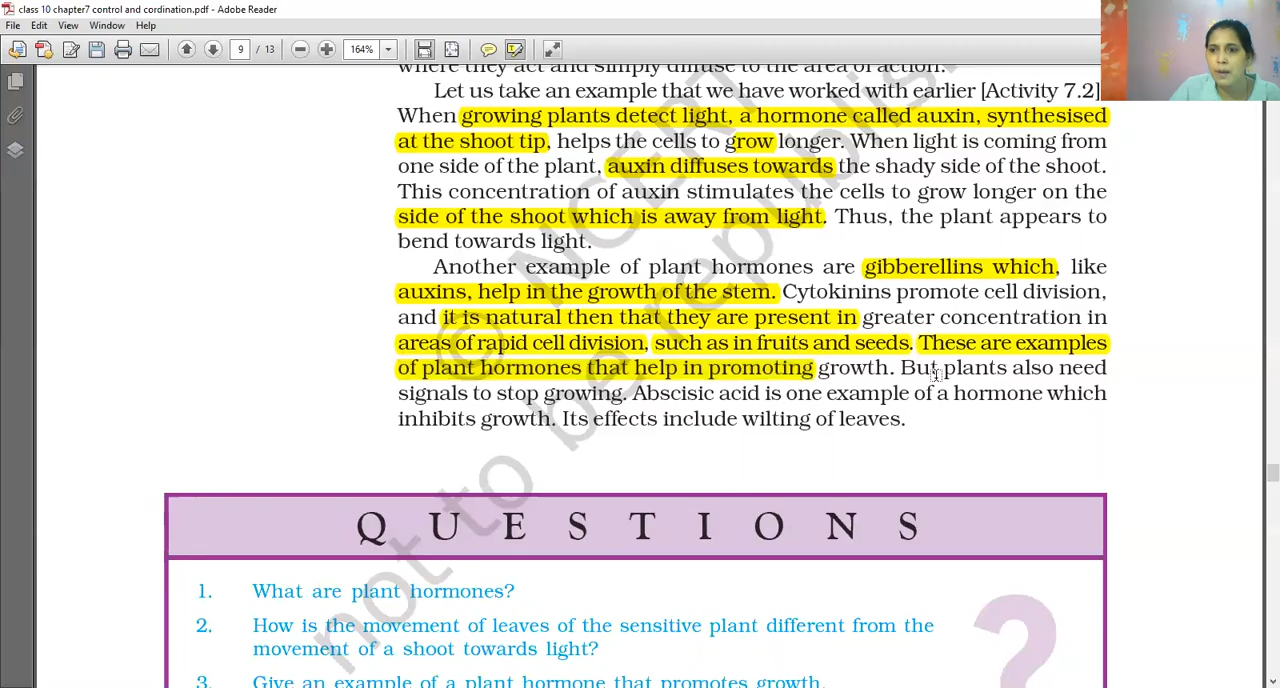 class 10 chapter7 control and cordination.pdf - Adobe Reader
File Edit View Window Help
9 / 13 164%
where they act and simply diffuse to the area of action.
Let us take an example that we have worked with earlier [Activity 7.2]
When growing plants detect light, a hormone called auxin, synthesised
at the shoot tip, helps the cells to grow longer. When light is coming from
one side of the plant, auxin diffuses towards the shady side of the shoot.
This concentration of auxin stimulates the cells to grow longer on the
side of the shoot which is away from light. Thus, the plant appears to
bend towards light.
Another example of plant hormones are gibberellins which, like
auxins, help in the growth of the stem. Cytokinins promote cell division,
and it is natural then that they are present in greater concentration in
areas of rapid cell division, such as in fruits and seeds. These are examples
of plant hormones that help in promoting growth. But plants also need
signals to stop growing. Abscisic acid is one example of a hormone which
inhibits growth. Its effects include wilting of leaves.
© NCERT
not to be republish
QUESTIONS
1. What are plant hormones?
2. How is the movement of leaves of the sensitive plant different from the
movement of a shoot towards light?
3. Give an example of a plant hormone that promotes growth.
?